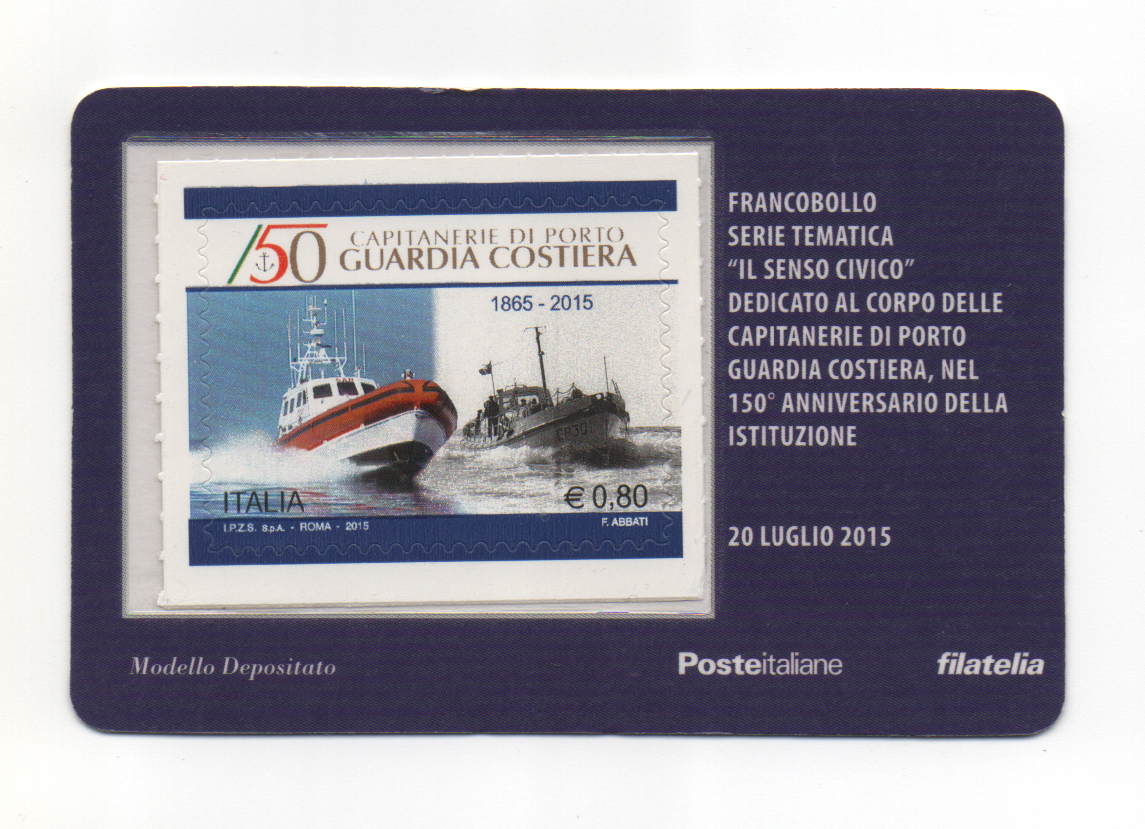 150 CAPITANERIE DI PORTO
GUARDIA COSTIERA
1865 - 2015
EP301
ITALIA
€ 0,80
I.P.Z.S. S.p.A. - ROMA - 2015
F. ABBATI
FRANCOBOLLO
SERIE TEMATICA
“IL SENSO CIVICO”
DEDICATO AL CORPO DELLE
CAPITANERIE DI PORTO
GUARDIA COSTIERA, NEL
150° ANNIVERSARIO DELLA
ISTITUZIONE
20 LUGLIO 2015
Modello Depositato
Posteitaliane
filatelia